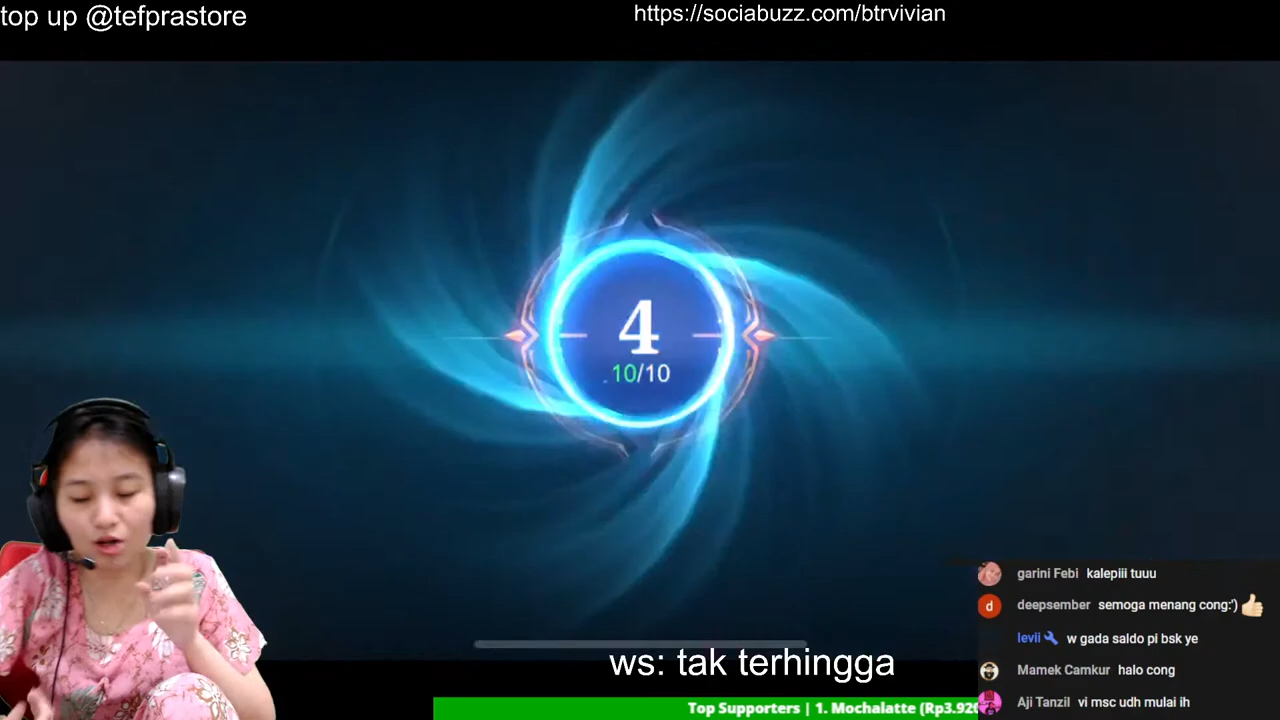 top up @tefprastore
https://sociabuzz.com/btrvivian
4
10/10
garini Febi kalepiii tuuu
d deepsember semoga menang cong:')
levii w gada saldo pi bsk ye
Mamek Camkur halo cong
Aji Tanzil vi msc udh mulai ih
ws: tak terhingga
Top Supporters | 1. Mochalatte (Rp3.920